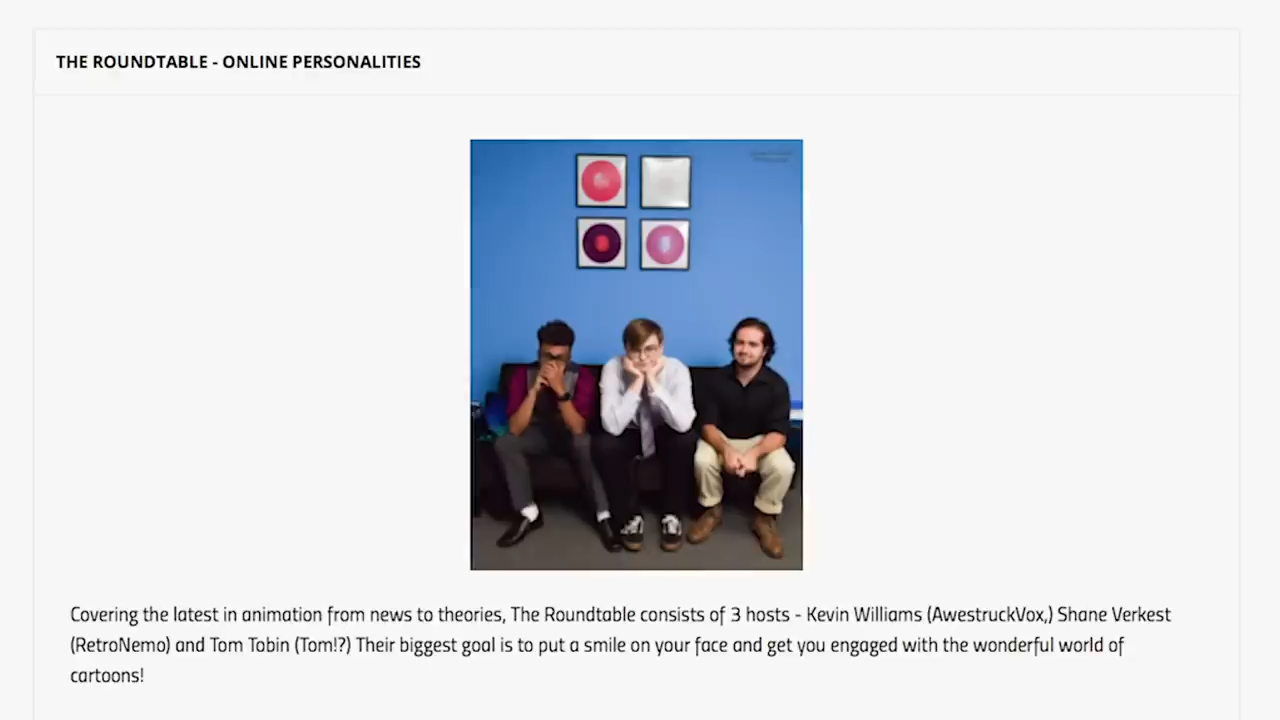 THE ROUNDTABLE - ONLINE PERSONALITIES
Covering the latest in animation from news to theories, The Roundtable consists of 3 hosts - Kevin Williams (AwestruckVox,) Shane Verkest
(RetroNemo) and Tom Tobin (Tom!?) Their biggest goal is to put a smile on your face and get you engaged with the wonderful world of
cartoons!